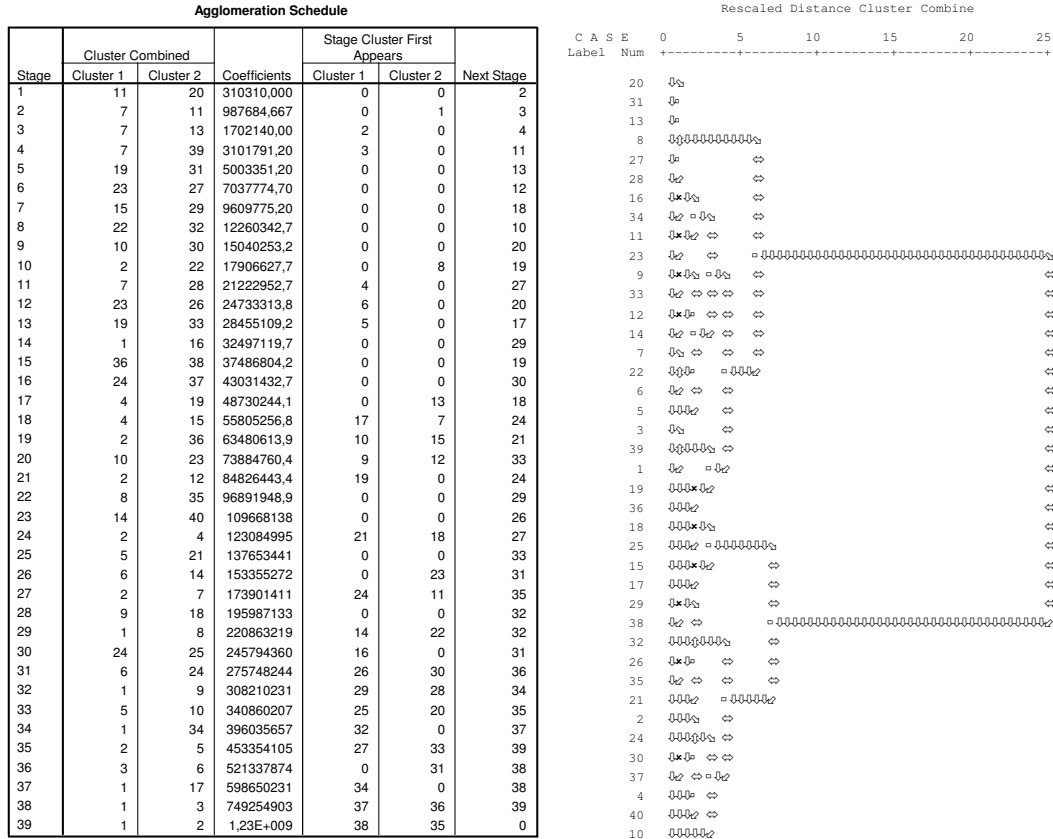 Agglomeration Schedule
Stage Cluster Combined Coefficients Stage Cluster First Appears Next Stage
Cluster 1 Cluster 2 Cluster 1 Cluster 2
1 11 20 310310,000 0 0 2
2 7 11 987684,667 0 1 3
3 7 13 1702140,00 2 0 4
4 7 39 3101791,20 3 0 11
5 19 31 5003351,20 0 0 13
6 23 27 7037774,70 0 0 12
7 15 29 9609775,20 0 0 18
8 22 32 12260342,7 0 0 10
9 10 30 15040253,2 0 0 20
10 2 22 17906627,7 0 8 19
11 7 28 21222952,7 4 0 27
12 23 26 24733313,8 6 0 20
13 19 33 28455109,2 5 0 17
14 1 16 32497119,7 0 0 29
15 36 38 37486804,2 0 0 19
16 24 37 43031432,7 0 0 30
17 4 19 48730244,1 0 13 18
18 4 15 55805256,8 17 7 24
19 2 36 63480613,9 10 15 21
20 10 23 73884760,4 9 12 33
21 2 12 84826443,4 19 0 24
22 8 35 96891948,9 0 0 29
23 14 40 109668138 0 0 26
24 2 4 123084995 21 18 27
25 5 21 137653441 0 0 33
26 6 14 153355272 0 23 31
27 2 7 173901411 24 11 35
28 9 18 195987133 0 0 32
29 1 8 220863219 14 22 32
30 24 25 245794360 16 0 31
31 6 24 275748244 26 30 36
32 1 9 308210231 29 28 34
33 5 10 340860207 25 20 35
34 1 34 396035657 32 0 37
35 2 5 453354105 27 33 39
36 3 6 521337874 0 31 38
37 1 17 598650231 34 0 38
38 1 3 749254903 37 36 39
39 1 2 1,23E+009 38 35 0
Rescaled Distance Cluster Combine
C A S E 0 5 10 15 20 25
Label Num +---------+---------+---------+---------+---------+
20
31
13
8
27
28
16
34
11
23
9
33
12
14
7
22
6
5
3
39
1
19
36
18
25
15
17
29
38
32
26
35
21
2
24
30
37
4
40
10